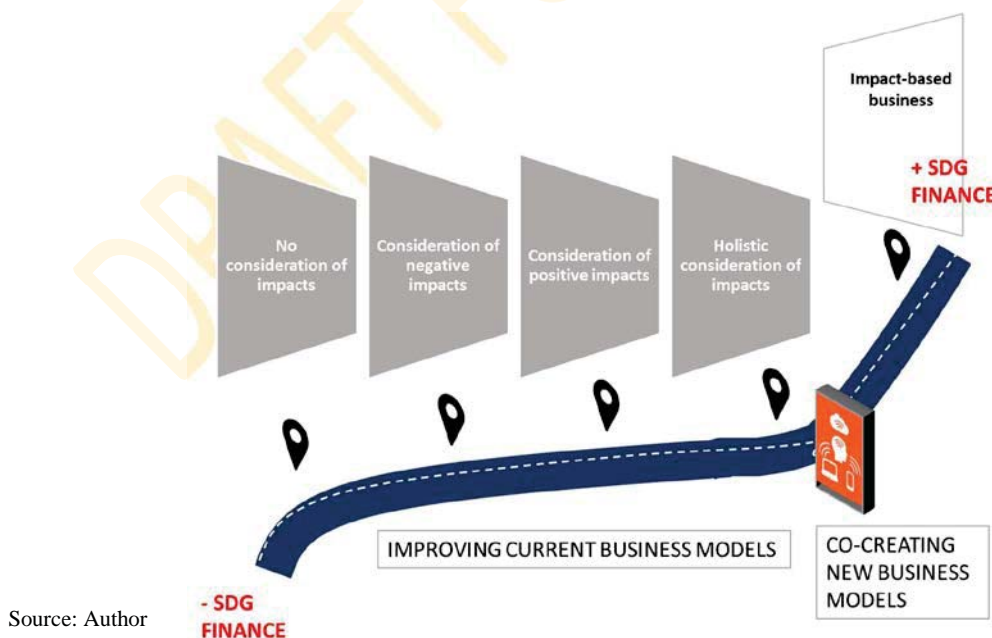 DRAFT
Impact-based
business
+ SDG
FINANCE
No
consideration of
impacts
Consideration of
negative
impacts
Consideration of
positive impacts
Holistic
consideration of
impacts
IMPROVING CURRENT BUSINESS MODELS
CO-CREATING
NEW BUSINESS
MODELS
- SDG
FINANCE
Source: Author